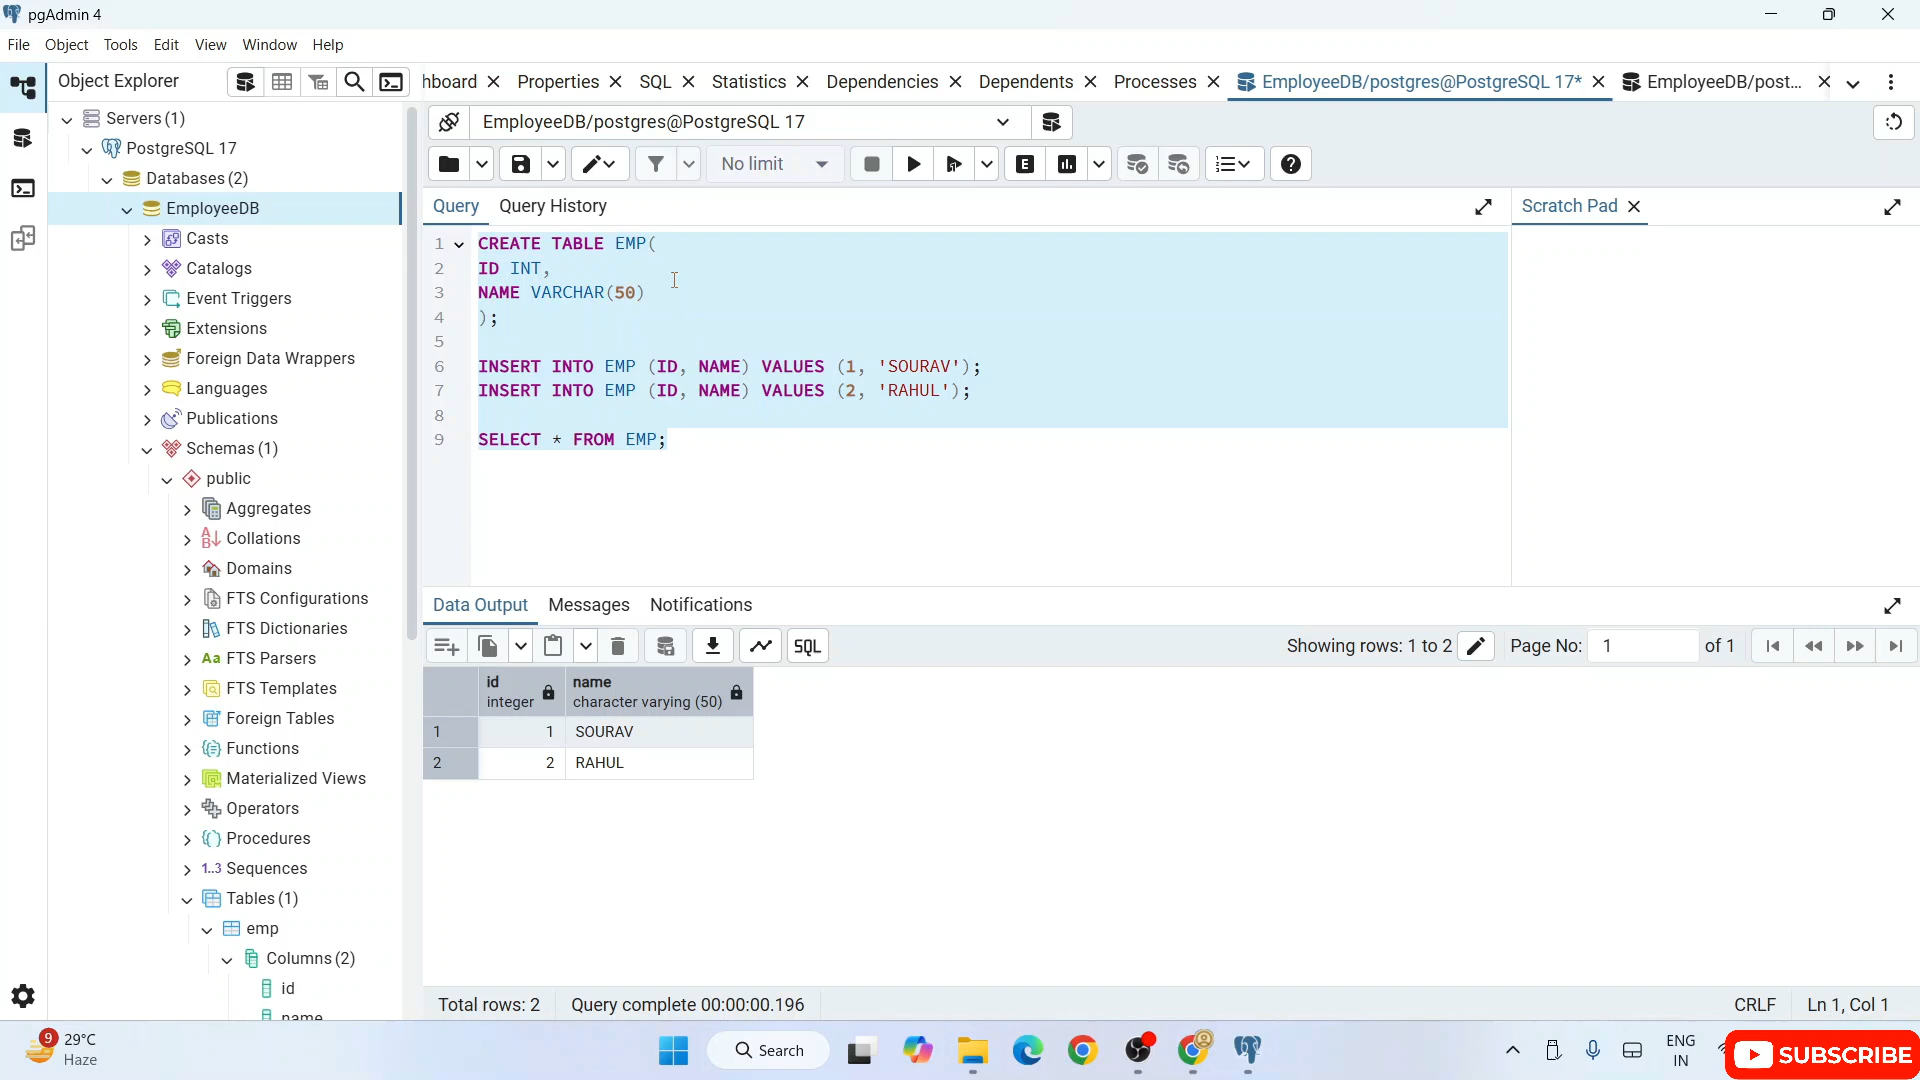 pgAdmin 4
File Object Tools Edit View Window Help
Object Explorer
hboard Properties SQL Statistics Dependencies Dependents Processes EmployeeDB/postgres@PostgreSQL 17* EmployeeDB/post...
Servers (1)
PostgreSQL 17
Databases (2)
EmployeeDB
Casts
Catalogs
Event Triggers
Extensions
Foreign Data Wrappers
Languages
Publications
Schemas (1)
public
Aggregates
Collations
Domains
FTS Configurations
FTS Dictionaries
Aa FTS Parsers
FTS Templates
Foreign Tables
Functions
Materialized Views
Operators
Procedures
1..3 Sequences
Tables (1)
emp
Columns (2)
id
name
EmployeeDB/postgres@PostgreSQL 17
No limit
E
Query Query History
Scratch Pad
1 CREATE TABLE EMP(
2 ID INT,
3 NAME VARCHAR(50)
4 );
5
6 INSERT INTO EMP (ID, NAME) VALUES (1, 'SOURAV');
7 INSERT INTO EMP (ID, NAME) VALUES (2, 'RAHUL');
8
9 SELECT * FROM EMP;
Data Output Messages Notifications
SQL
Showing rows: 1 to 2 Page No: 1 of 1
id name
integer character varying (50)
1 1 SOURAV
2 2 RAHUL
Total rows: 2 Query complete 00:00:00.196 CRLF Ln 1, Col 1
9 29°C
Haze
Search
ENG
IN
SUBSCRIBE